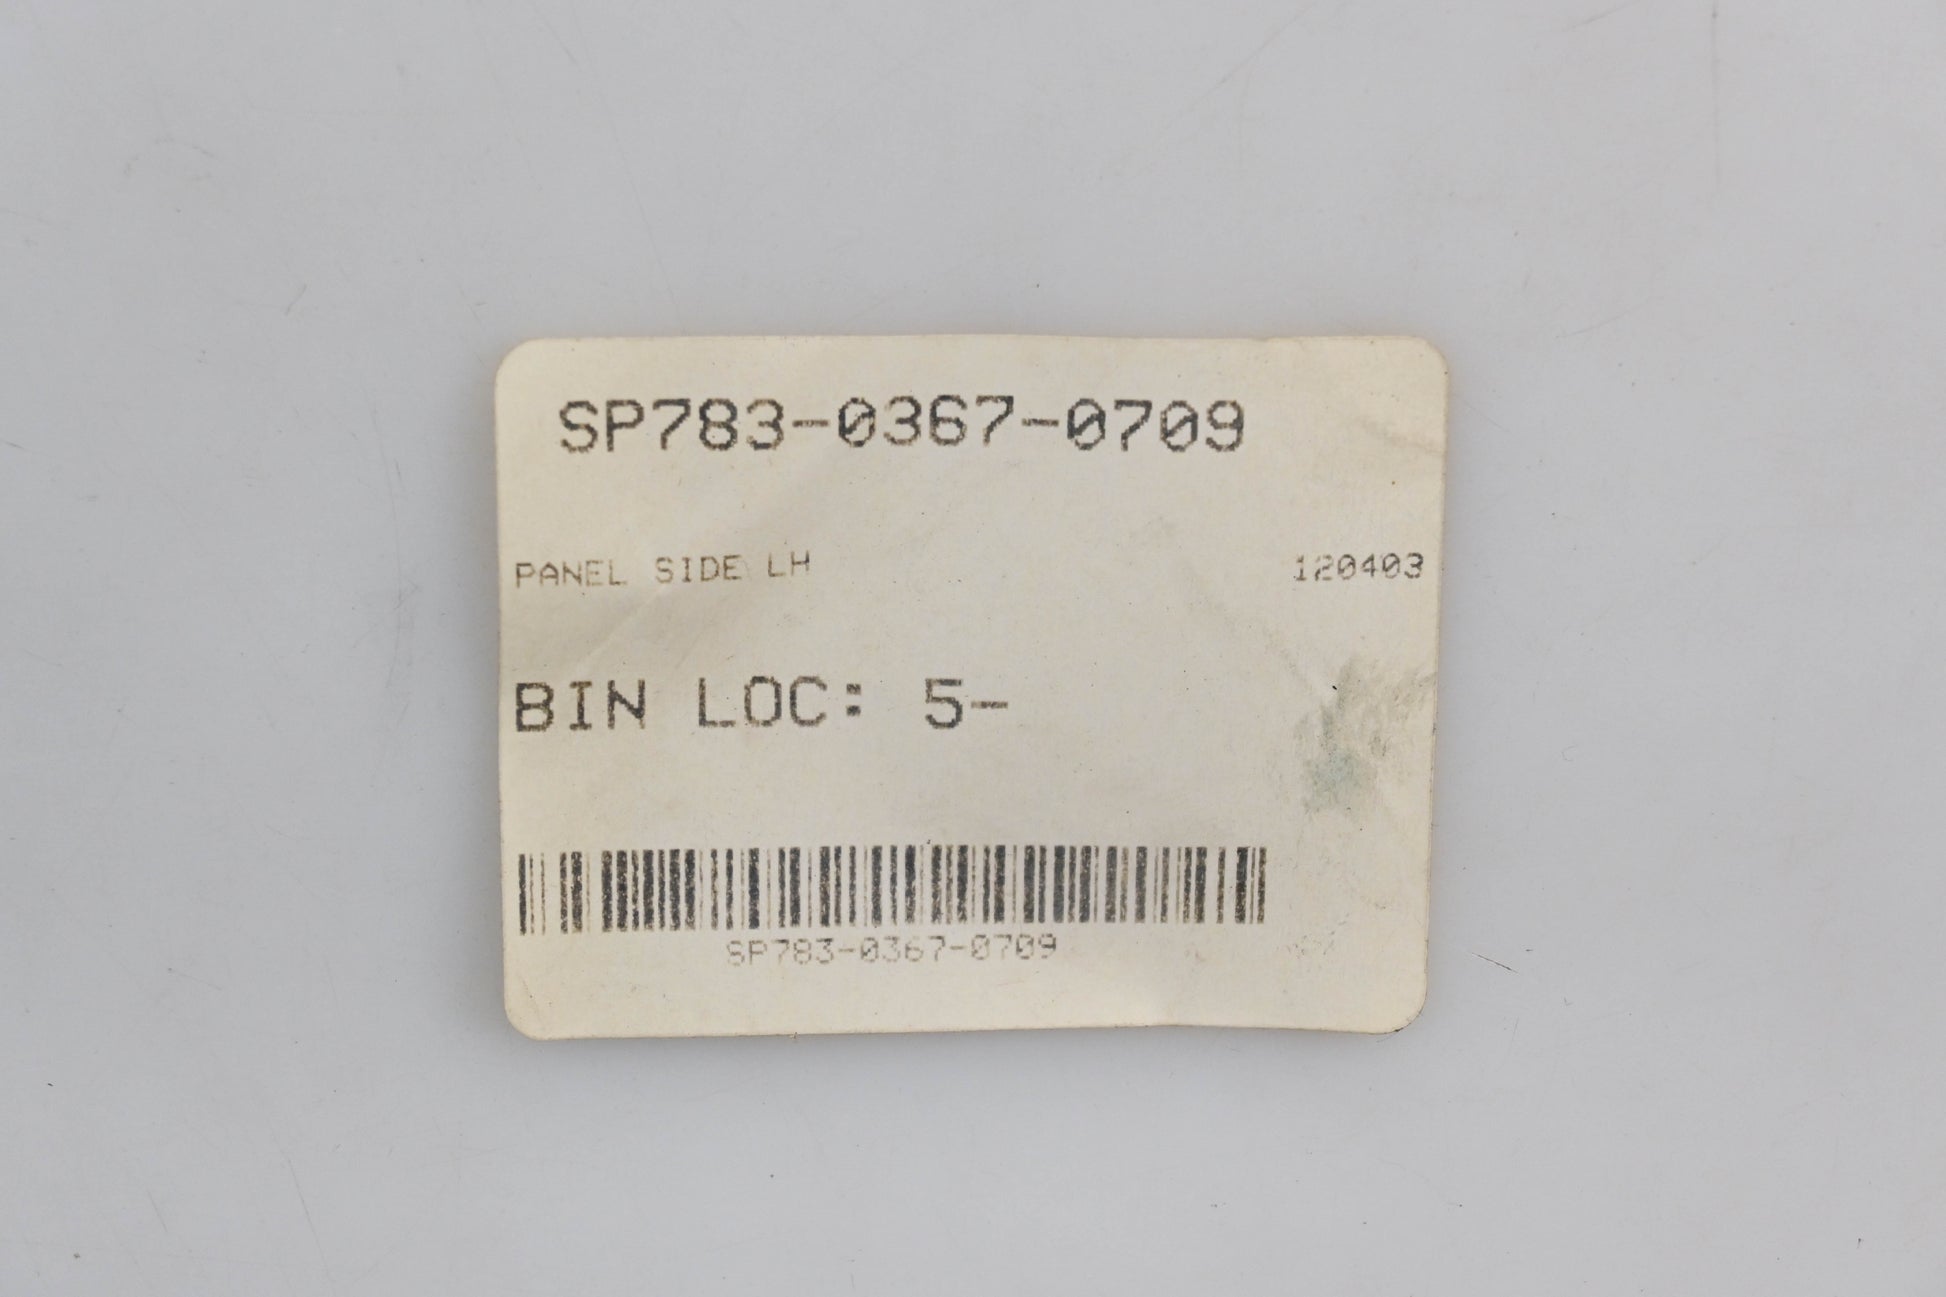 SP783-0367-0709
PANEL SIDE LH 120403
BIN LOC: 5-
SP783-0367-0709